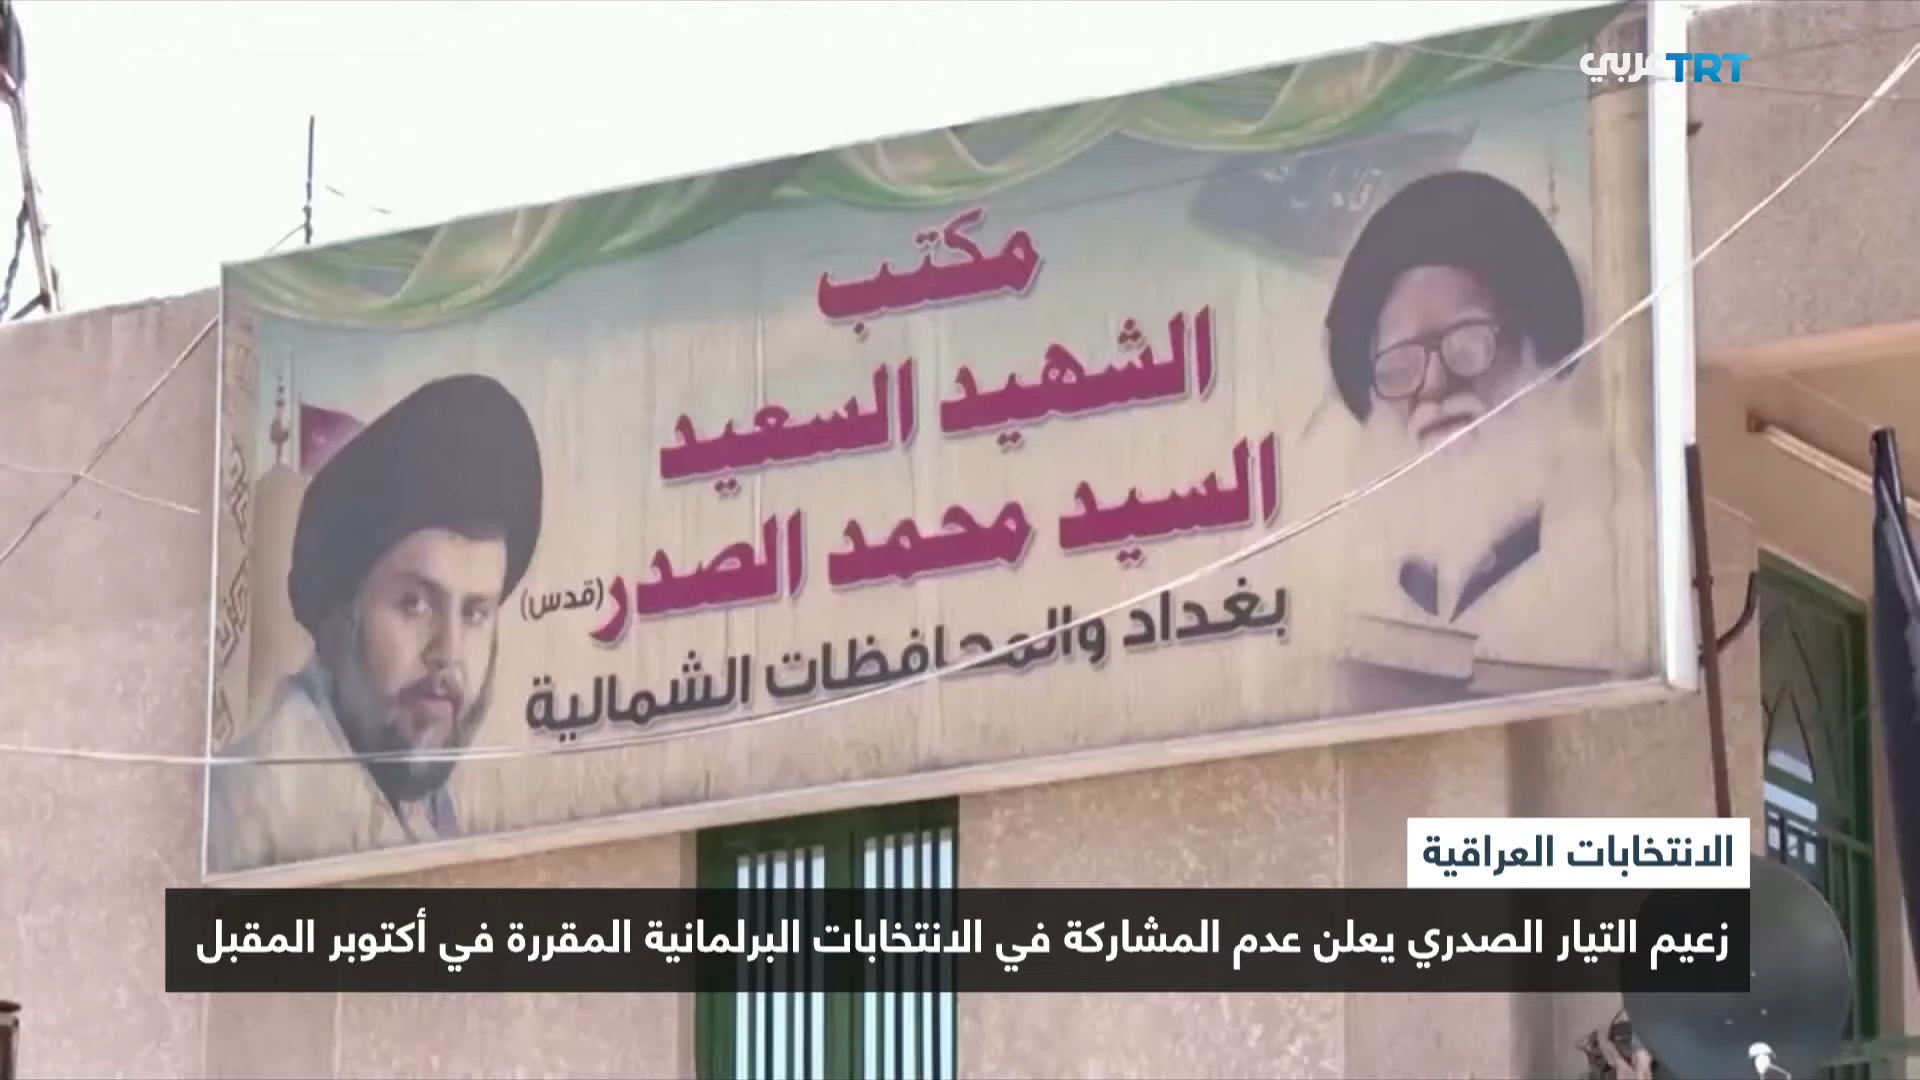 TRT عربي
مكتب
الشهيد السعيد
السيد محمد الصدر (قدس)
بغداد والمحافظات الشمالية
الانتخابات العراقية
زعيم التيار الصدري يعلن عدم المشاركة في الانتخابات البرلمانية المقررة في أكتوبر المقبل